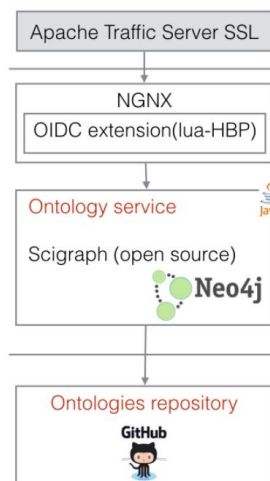 Apache Traffic Server SSL
NGNX
OIDC extension(lua-HBP)
Ontology service
Scigraph (open source)
Neo4j
Ontologies repository
GitHub